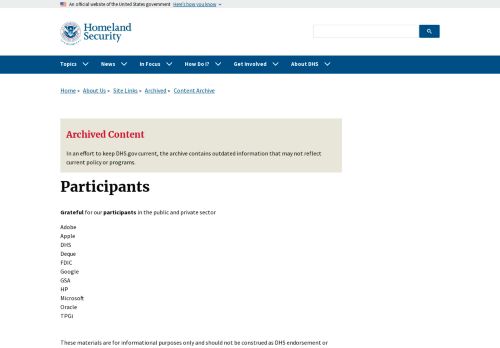 An official website of the United States government Here's how you know
Homeland
Security
Topics News In Focus How Do I? Get Involved About DHS
Home » About Us » Site Links » Archived » Content Archive
Archived Content
In an effort to keep DHS.gov current, the archive contains outdated information that may not reflect
current policy or programs.
Participants
Grateful for our participants in the public and private sector
Adobe
Apple
DHS
Deque
FDIC
Google
GSA
HP
Microsoft
Oracle
TPGi
These materials are for informational purposes only and should not be construed as DHS endorsement or